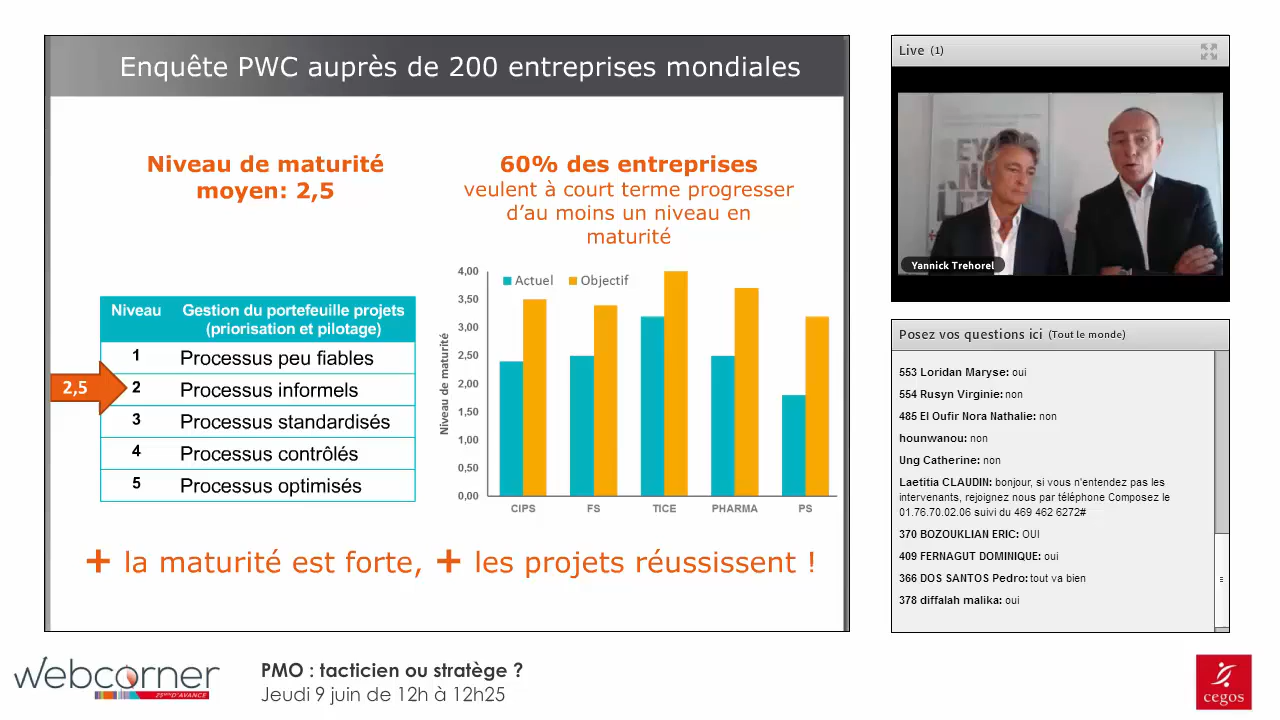 Enquête PWC auprès de 200 entreprises mondiales
Niveau de maturité
moyen: 2,5
60% des entreprises
veulent à court terme progresser
d'au moins un niveau en
maturité
Niveau
Gestion du portefeuille projets
(priorisation et pilotage)
1 Processus peu fiables
2,5
2 Processus informels
3 Processus standardisés
4 Processus contrôlés
5 Processus optimisés
Actuel
Objectif
Niveau de maturité
4,00
3,50
3,00
2,50
2,00
1,50
1,00
0,50
0,00
CIPS FS TICE PHARMA PS
+ la maturité est forte, + les projets réussissent !
Live (1)
Yannick Trehorel
Posez vos questions ici (Tout le monde)
553 Loridan Maryse: oui
554 Rusyn Virginie: non
485 El Oufir Nora Nathalie: non
hounwanou: non
Ung Catherine: non
Laetitia CLAUDIN: bonjour, si vous n'entendez pas les
intervenants, rejoignez nous par téléphone Composez le
01.76.70.02.06 suivi du 469 462 6272#
370 BOZOUKLIAN ERIC: OUI
409 FERNAGUT DOMINIQUE: oui
366 DOS SANTOS Pedro: tout va bien
378 diffalah malika: oui
webcorner
D'AVANCE
PMO : tacticien ou stratège ?
Jeudi 9 juin de 12h à 12h25
cegos